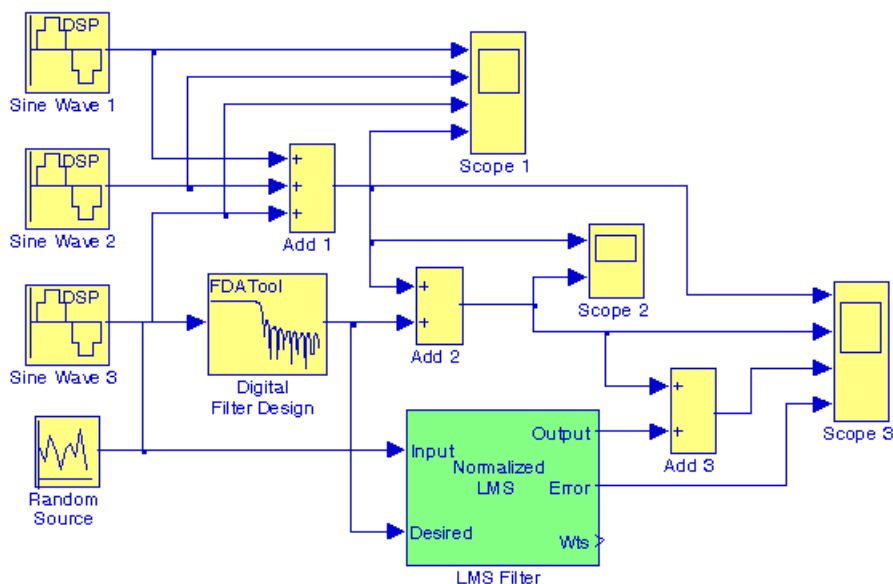 DSP
Sine Wave 1
Scope 1
DSP
Sine Wave 2
+
+
+
Add 1
DSP
Sine Wave 3
FDATool
Digital
Filter Design
+
+
Add 2
Scope 2
+
+
Add 3
Scope 3
Random
Source
Input
Normalized
LMS
Output
Error
Desired
Wts
LMS Filter